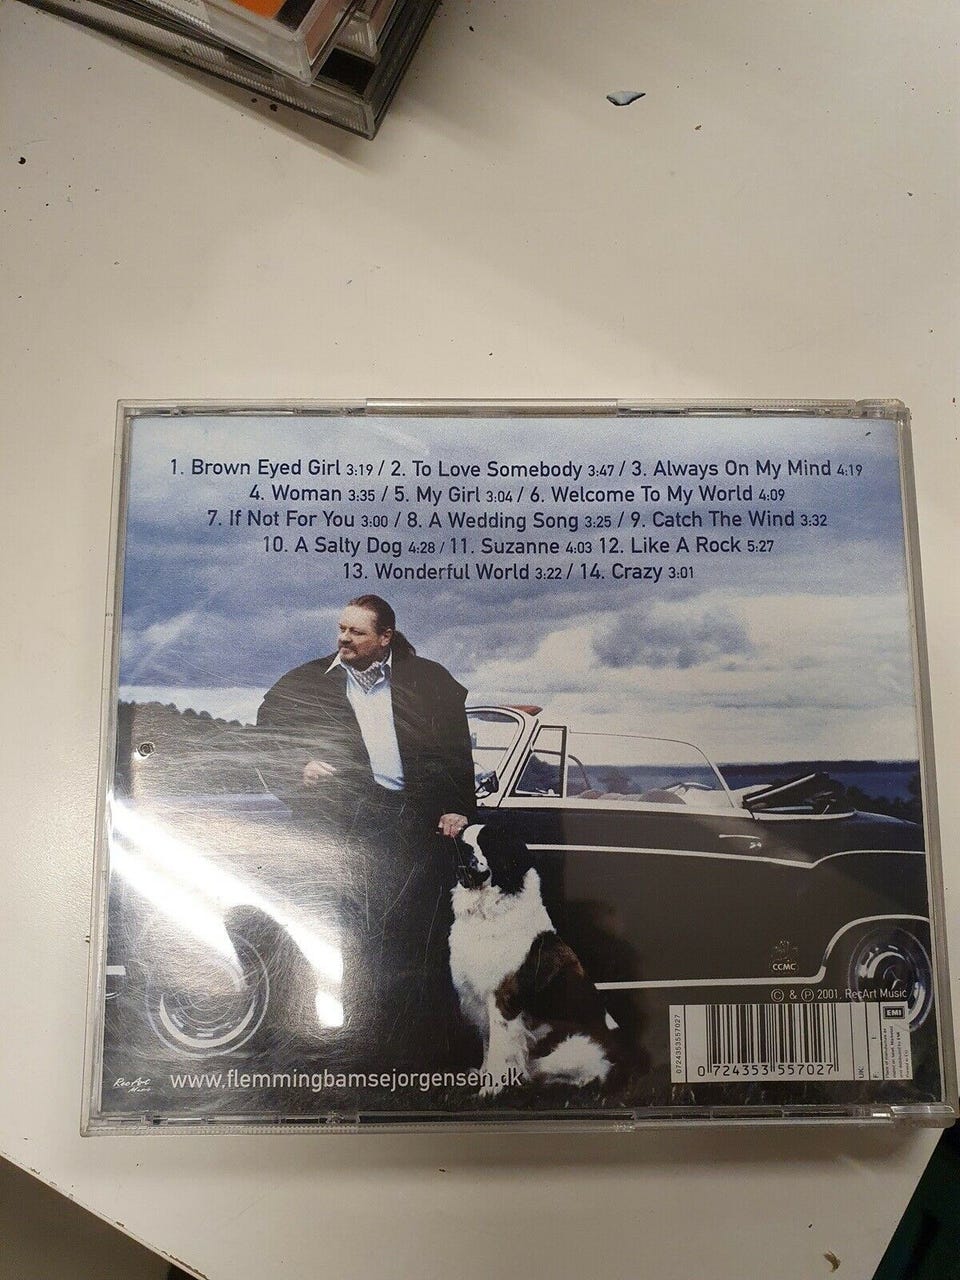 1. Brown Eyed Girl 3:19 / 2. To Love Somebody 3:47 / 3. Always On My Mind 4:19
4. Woman 3:35 / 5. My Girl 3:04 / 6. Welcome To My World 4:09
7. If Not For You 3:00 / 8. A Wedding Song 3:25 / 9. Catch The Wind 3:32
10. A Salty Dog 4:28 / 11. Suzanne 4:03 12. Like A Rock 5:27
13. Wonderful World 3:22 / 14. Crazy 3:01
CCMC
© & ℗ 2001, RecArt Music
EMI
0724353557027
UK:
F:
0 724353 557027
RecArt
Music
www.flemmingbamsejorgensen.dk